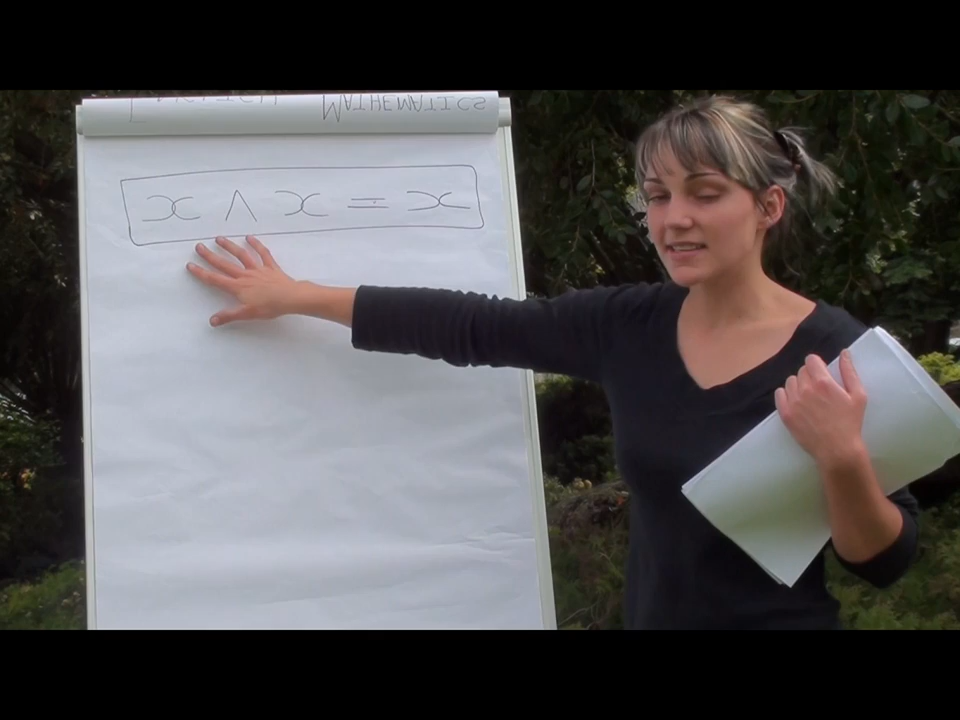 MATHEMATICS
x ∧ x = x